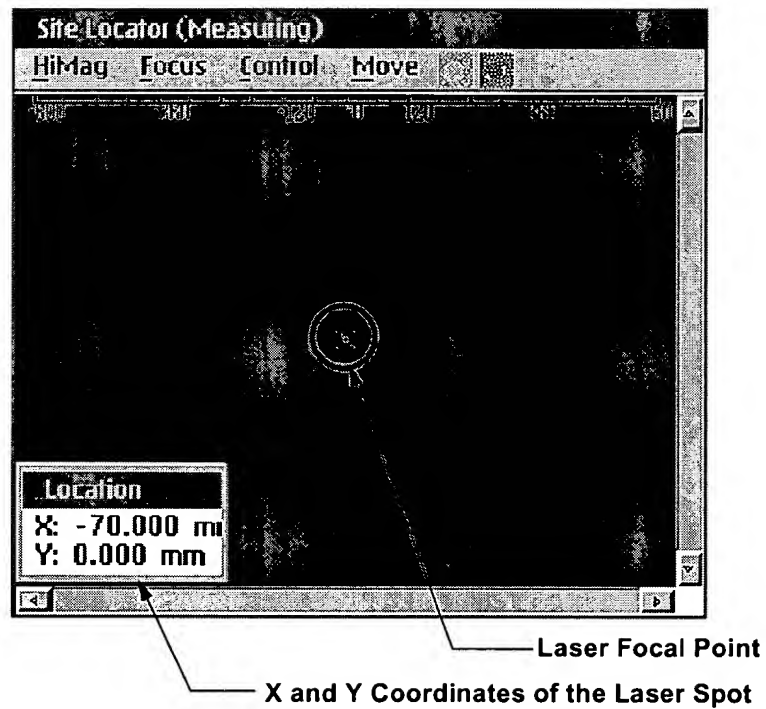 Site Locator (Measuring)
HiMag Focus Control Move
Location
X: -70.000 m
Y: 0.000 mm
Laser Focal Point
X and Y Coordinates of the Laser Spot